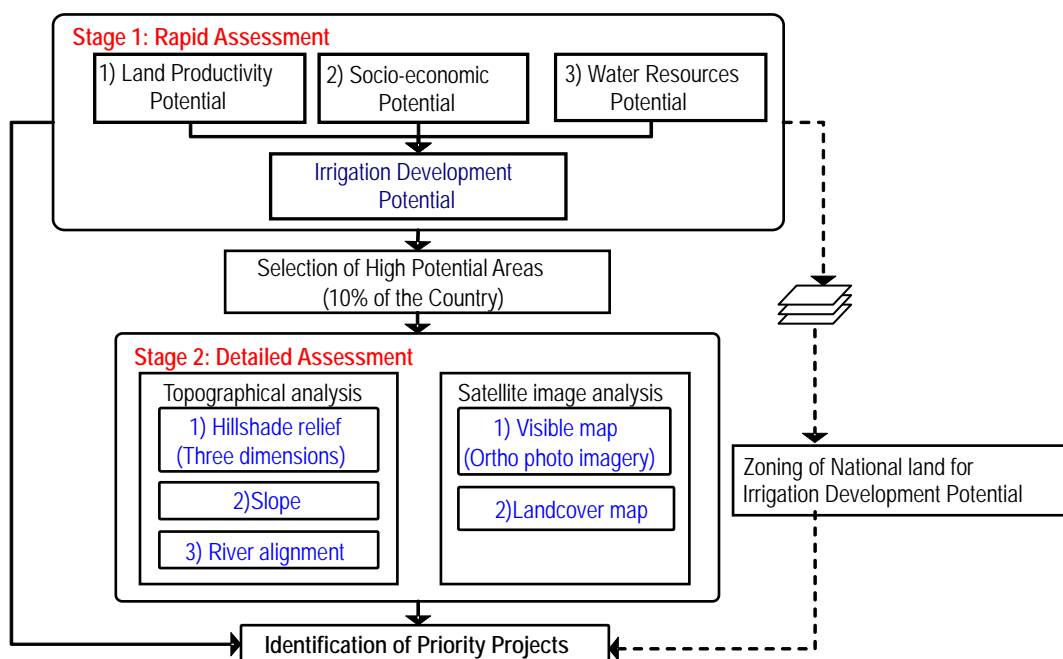 Stage 1: Rapid Assessment
1) Land Productivity
Potential
2) Socio-economic
Potential
3) Water Resources
Potential
Irrigation Development
Potential
Selection of High Potential Areas
(10% of the Country)
Stage 2: Detailed Assessment
Topographical analysis
1) Hillshade relief
(Three dimensions)
2)Slope
3) River alignment
Satellite image analysis
1) Visible map
(Ortho photo imagery)
2)Landcover map
Zoning of National land for
Irrigation Development Potential
Identification of Priority Projects